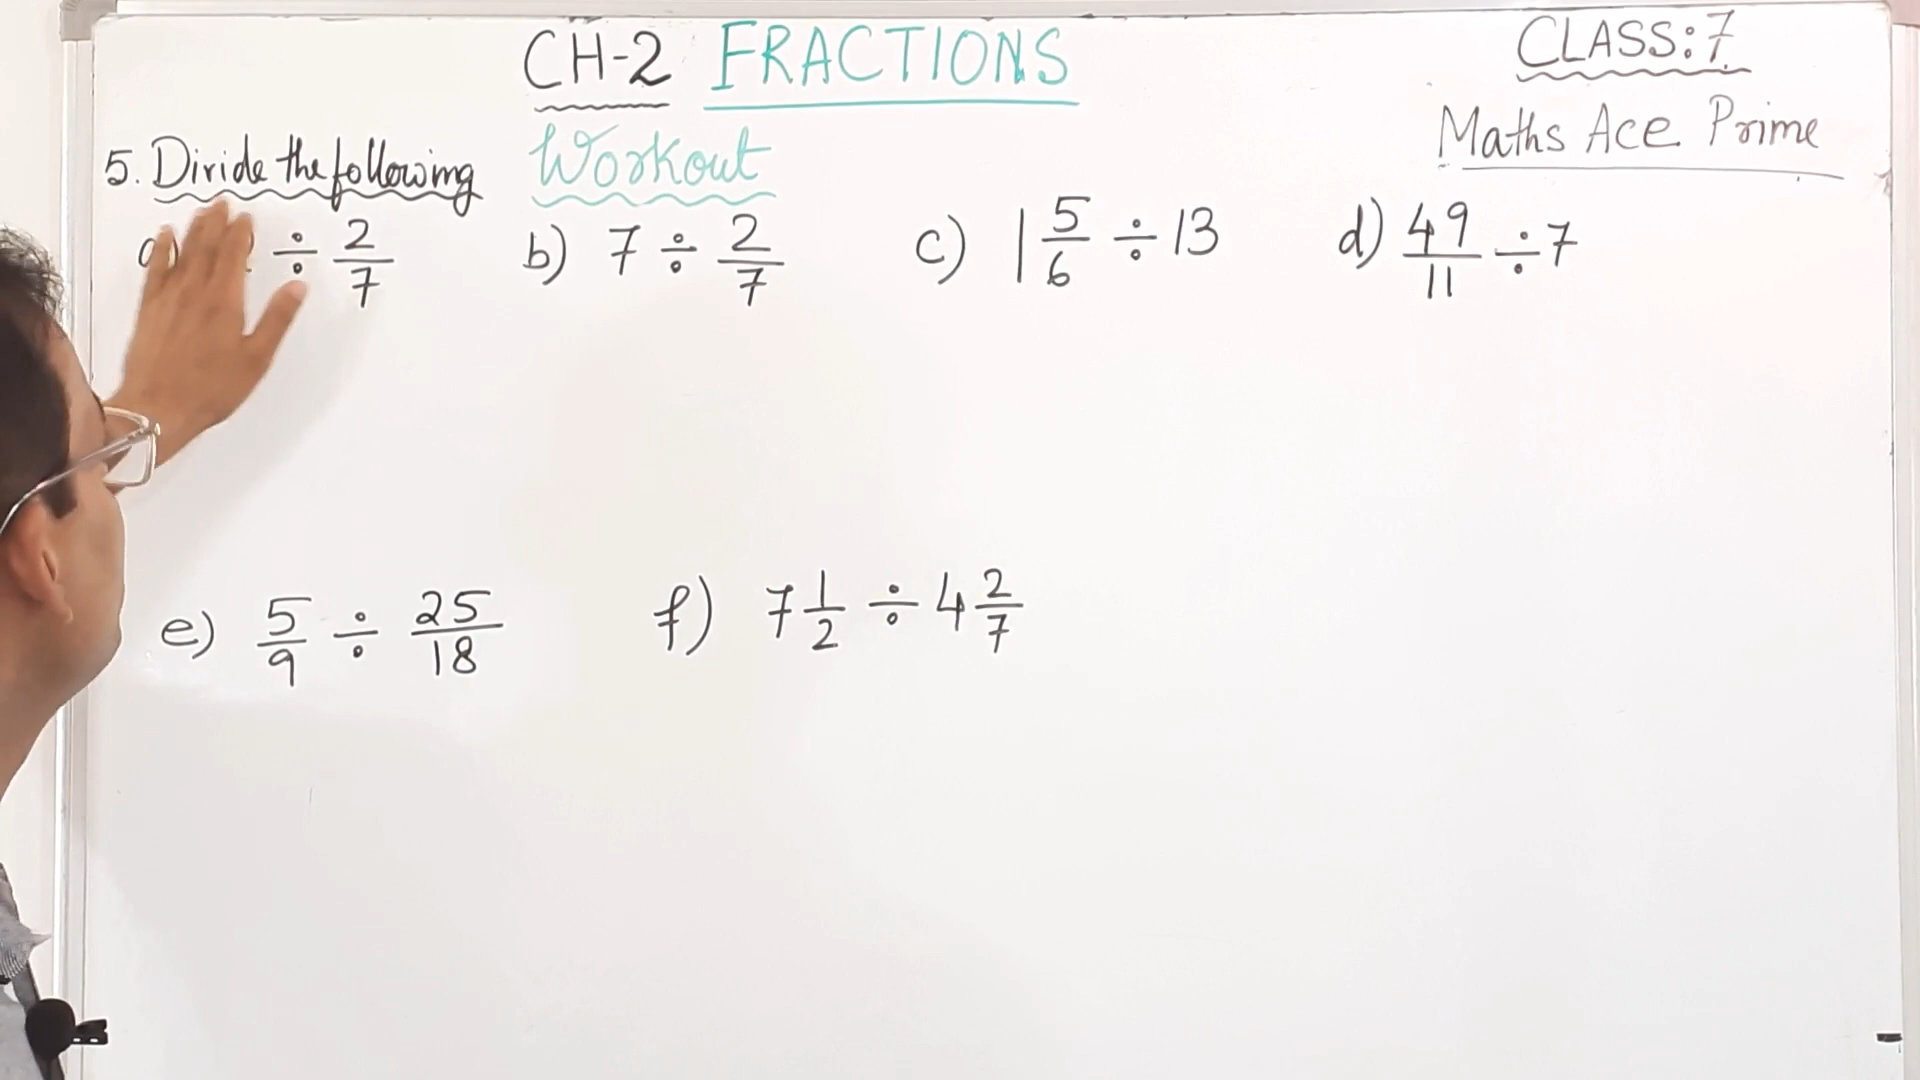 CH-2 FRACTIONS
CLASS:7
Maths Ace Prime
Workout
5. Divide the following
÷ 2/7
b) 7 ÷ 2/7
c) 1 5/6 ÷ 13
d) 49/11 ÷ 7
e) 5/9 ÷ 25/18
f) 7 1/2 ÷ 4 2/7